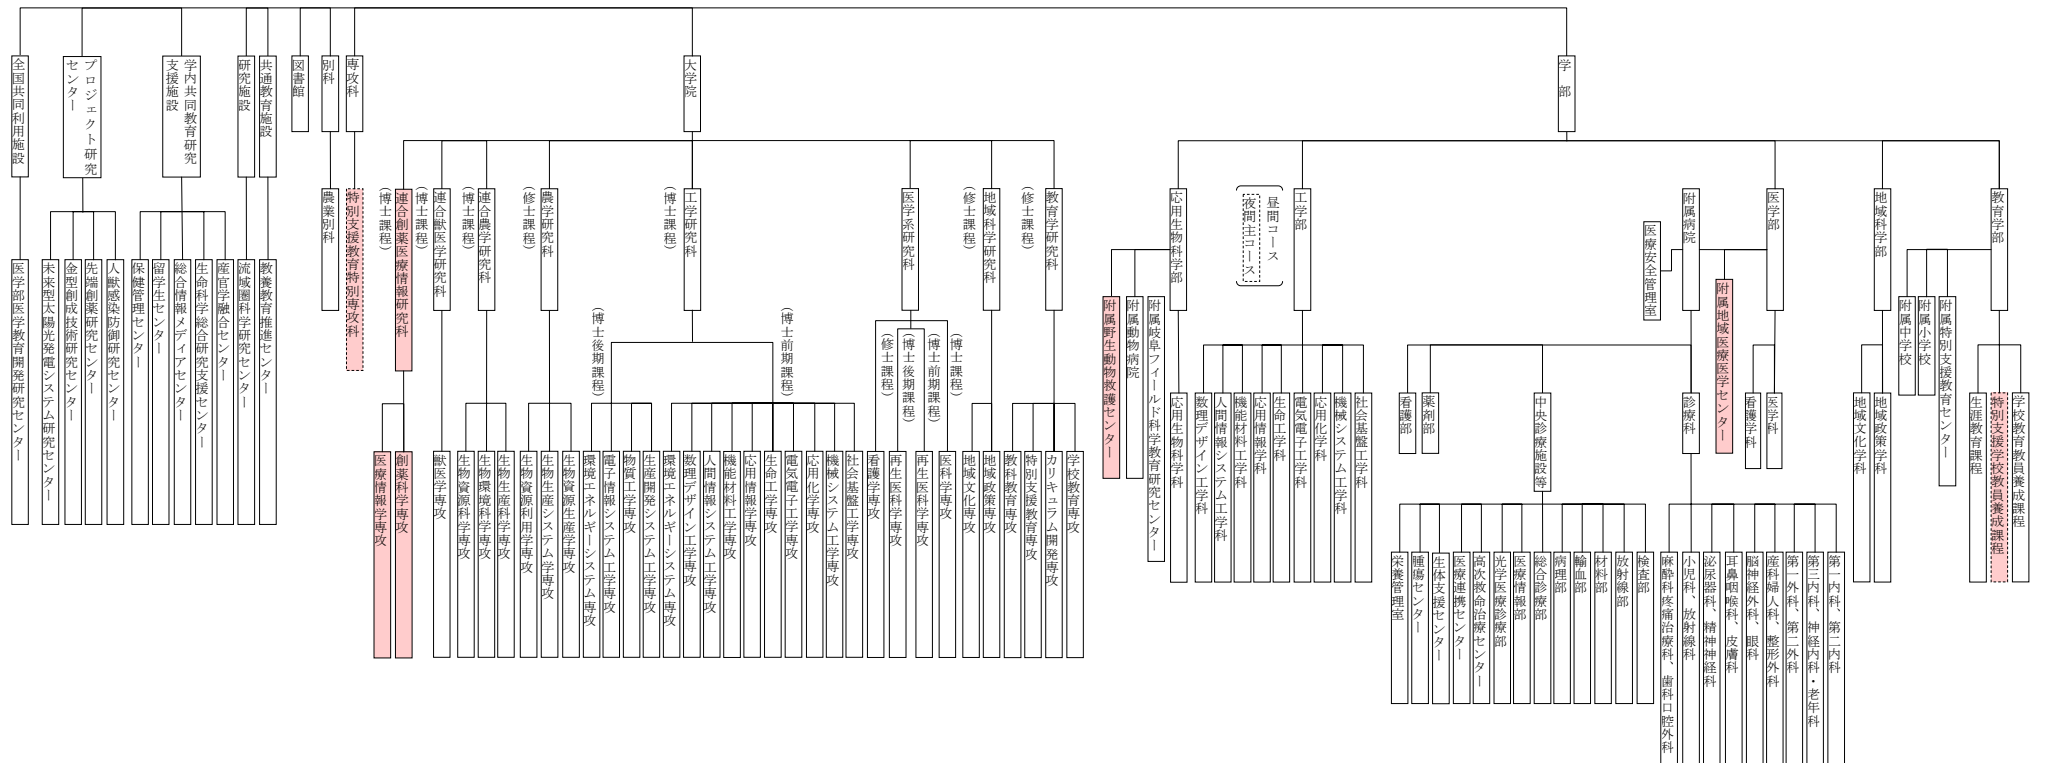 学　部
教育学部
学校教育教員養成課程
特別支援学校教員養成課程
生涯教育課程
附属特別支援教育センター
附属小学校
附属中学校
地域科学部
地域政策学科
地域文化学科
医学部
医学科
看護学科
附属地域医療医学センター
附属病院
医療安全管理室
診療科
第一内科、第二内科
第三内科、神経内科・老年科
第一外科、第二外科
産科婦人科、整形外科
脳神経外科、眼科
耳鼻咽喉科、皮膚科
泌尿器科、精神神経科
小児科、放射線科
麻酔科疼痛治療科、歯科口腔外科
中央診療施設等
検査部
放射線部
材料部
輸血部
病理部
総合診療部
医療情報部
光学医療診療部
高次救命治療センター
医療連携センター
生体支援センター
腫瘍センター
栄養管理室
薬剤部
看護部
工学部
昼間コース
夜間主コース
社会基盤工学科
機械システム工学科
応用化学科
電気電子工学科
生命工学科
応用情報学科
機能材料工学科
人間情報システム工学科
数理デザイン工学科
応用生物科学部
応用生物科学科
附属岐阜フィールド科学教育研究センター
附属動物病院
附属野生動物救護センター
大学院
教育学研究科
（修士課程）
学校教育専攻
カリキュラム開発専攻
特別支援教育専攻
教科教育専攻
地域科学研究科
（修士課程）
地域政策専攻
地域文化専攻
医学系研究科
（博士課程）
医科学専攻
（博士前期課程）
再生医科学専攻
（博士後期課程）
再生医科学専攻
（修士課程）
看護学専攻
工学研究科
（博士課程）
（博士前期課程）
社会基盤工学専攻
機械システム工学専攻
応用化学専攻
電気電子工学専攻
生命工学専攻
応用情報学専攻
機能材料工学専攻
人間情報システム工学専攻
数理デザイン工学専攻
環境エネルギーシステム専攻
（博士後期課程）
生産開発システム工学専攻
物質工学専攻
電子情報システム工学専攻
環境エネルギーシステム専攻
農学研究科
（修士課程）
生物資源生産学専攻
生物生産システム学専攻
生物資源利用学専攻
連合農学研究科
（博士課程）
生物生産科学専攻
生物環境科学専攻
生物資源科学専攻
連合獣医学研究科
（博士課程）
獣医学専攻
連合創薬医療情報研究科
（博士課程）
創薬科学専攻
医療情報学専攻
専攻科
特別支援教育特別専攻科
別科
農業別科
図書館
共通教育施設
教養教育推進センター
研究施設
流域圏科学研究センター
学内共同教育研究
支援施設
産官学融合センター
生命科学総合研究支援センター
総合情報メディアセンター
留学生センター
保健管理センター
プロジェクト研究
センター
人獣感染防御研究センター
先端創薬研究センター
金型創成技術研究センター
未来型太陽光発電システム研究センター
全国共同利用施設
医学部医学教育開発研究センター